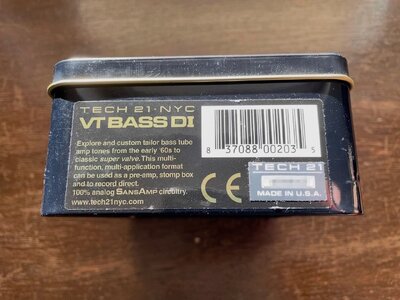 TECH 21·NYC
VT BASS DI
Explore and custom tailor bass tube
amp tones from the early '60s to
classic super valve. This multi-
function, multi-application format
can be used as a pre-amp, stomp box
and to record direct.
100% analog SANSAMP circuitry.
www.tech21nyc.com
8 37088 00203 5
CE
TECH 21
MADE IN U.S.A.